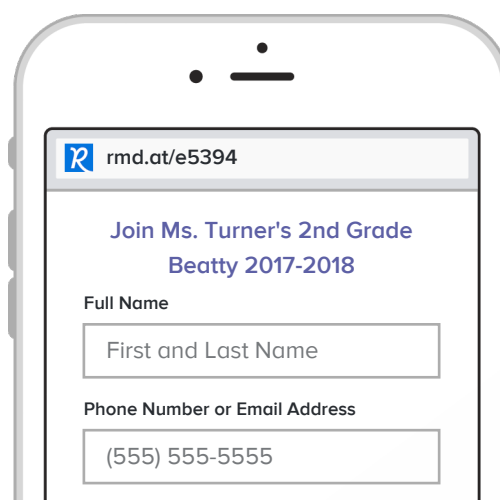 rmd.at/e5394
Join Ms. Turner's 2nd Grade
Beatty 2017-2018
Full Name
First and Last Name
Phone Number or Email Address
(555) 555-5555